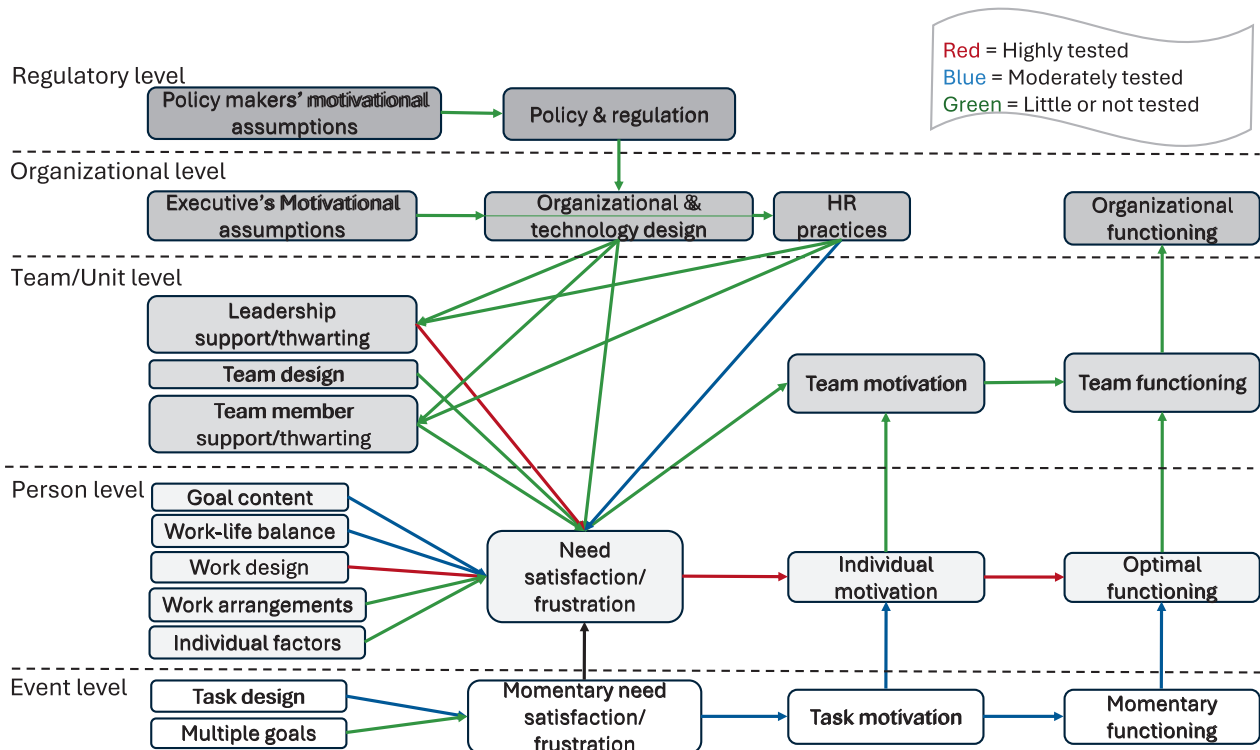 Red = Highly tested
Blue = Moderately tested
Green = Little or not tested
Regulatory level
Policy makers' motivational
assumptions
Policy & regulation
Organizational level
Executive's Motivational
assumptions
Organizational &
technology design
HR
practices
Organizational
functioning
Team/Unit level
Leadership
support/thwarting
Team design
Team member
support/thwarting
Team motivation
Team functioning
Person level
Goal content
Work-life balance
Work design
Work arrangements
Individual factors
Need
satisfaction/
frustration
Individual
motivation
Optimal
functioning
Event level
Task design
Multiple goals
Momentary need
satisfaction/
frustration
Task motivation
Momentary
functioning